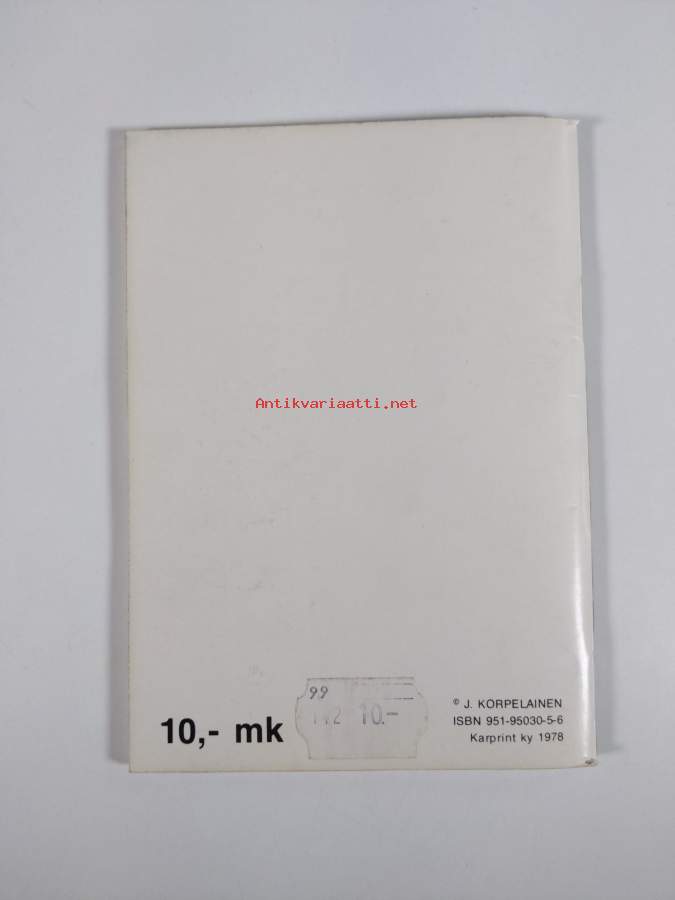 Antikvariaatti.net
99
10.-
10,- mk
© J. KORPELAINEN
ISBN 951-95030-5-6
Karprint ky 1978